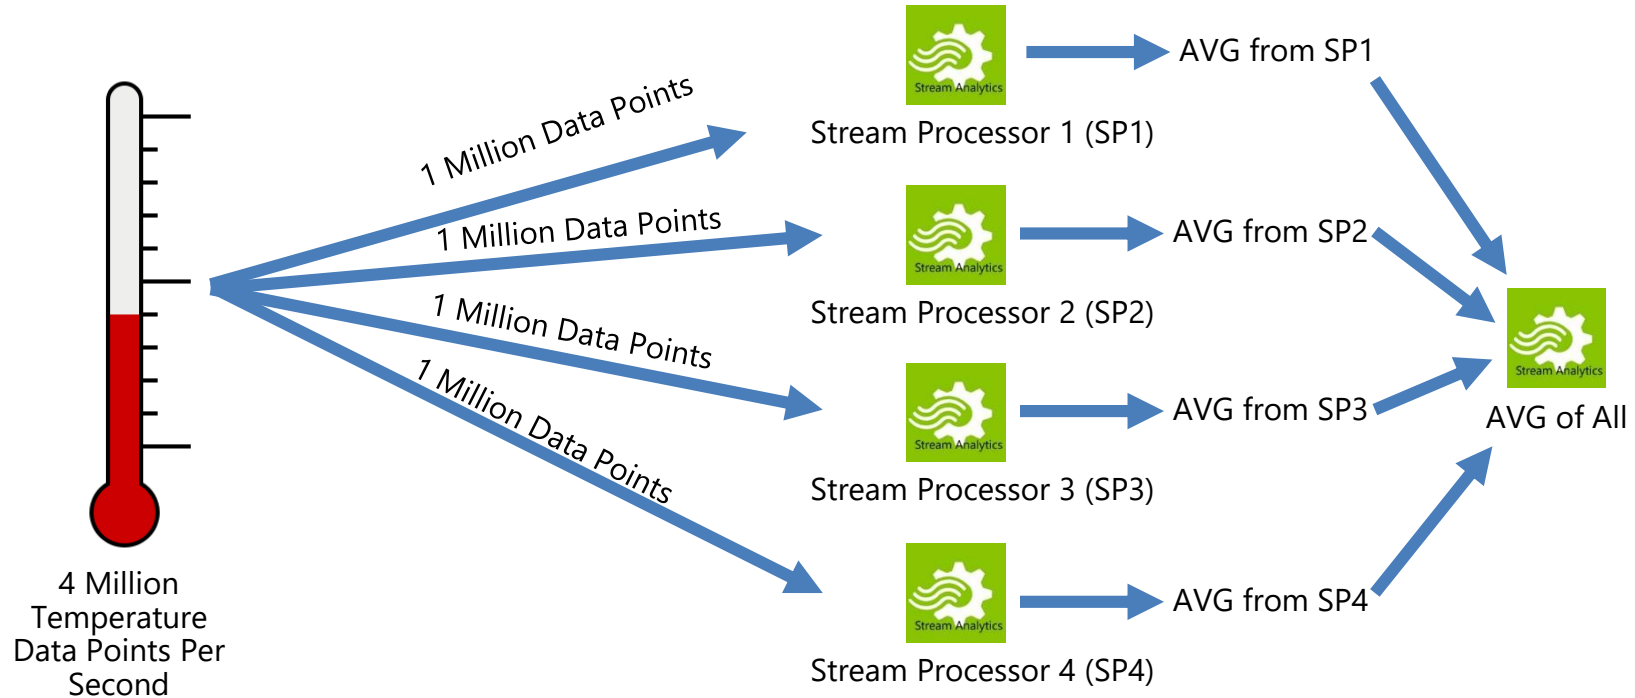 Stream Analytics
AVG from SP1
Stream Processor 1 (SP1)
1 Million Data Points
Stream Analytics
AVG from SP2
Stream Processor 2 (SP2)
1 Million Data Points
1 Million Data Points
Stream Analytics
AVG from SP3
Stream Processor 3 (SP3)
1 Million Data Points
Stream Analytics
AVG of All
Stream Analytics
AVG from SP4
Stream Processor 4 (SP4)
4 Million
Temperature
Data Points Per
Second